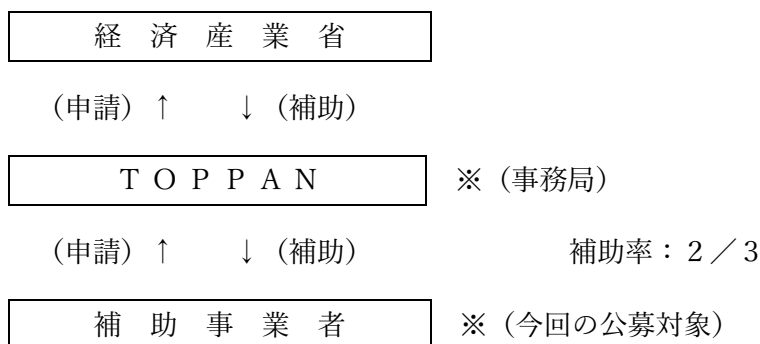 経 済 産 業 省
（申請）↑　　↓（補助）
ＴＯＰＰＡＮ　※（事務局）
（申請）↑　　↓（補助）　補助率：２／３
補 助 事 業 者　※（今回の公募対象）